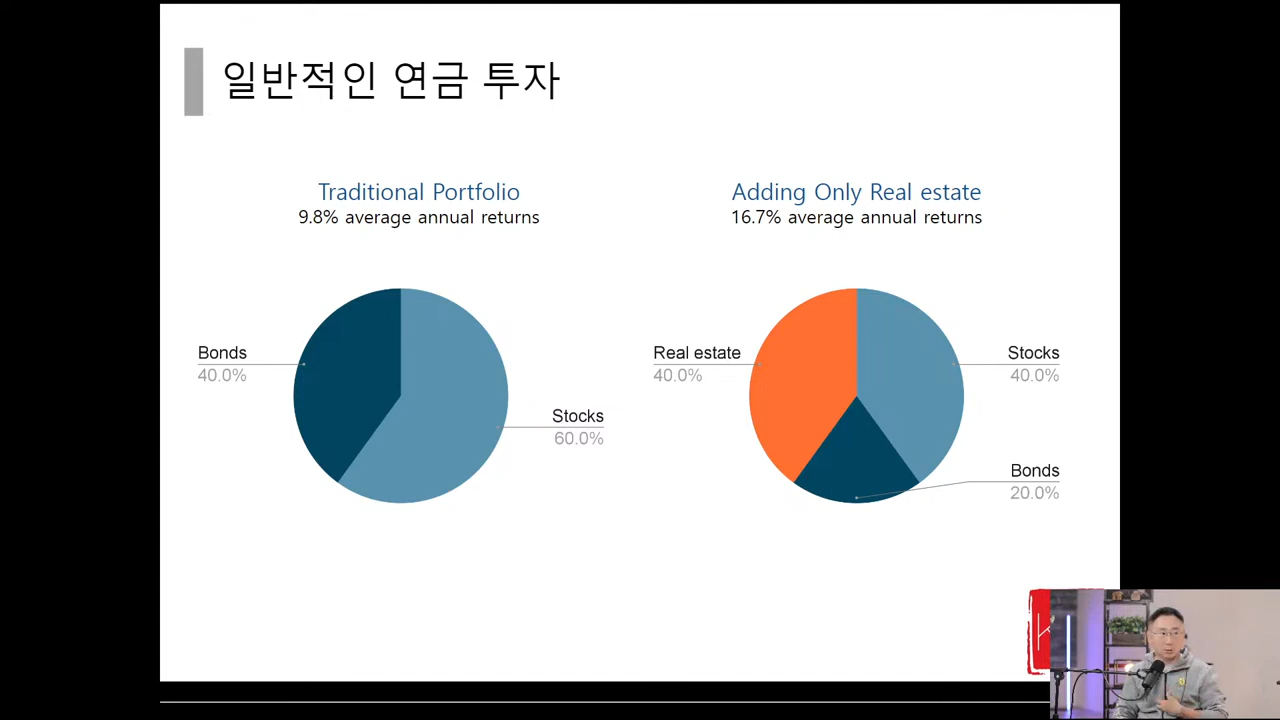 일반적인 연금 투자
Traditional Portfolio
9.8% average annual returns
Bonds
40.0%
Stocks
60.0%
Adding Only Real estate
16.7% average annual returns
Real estate
40.0%
Stocks
40.0%
Bonds
20.0%